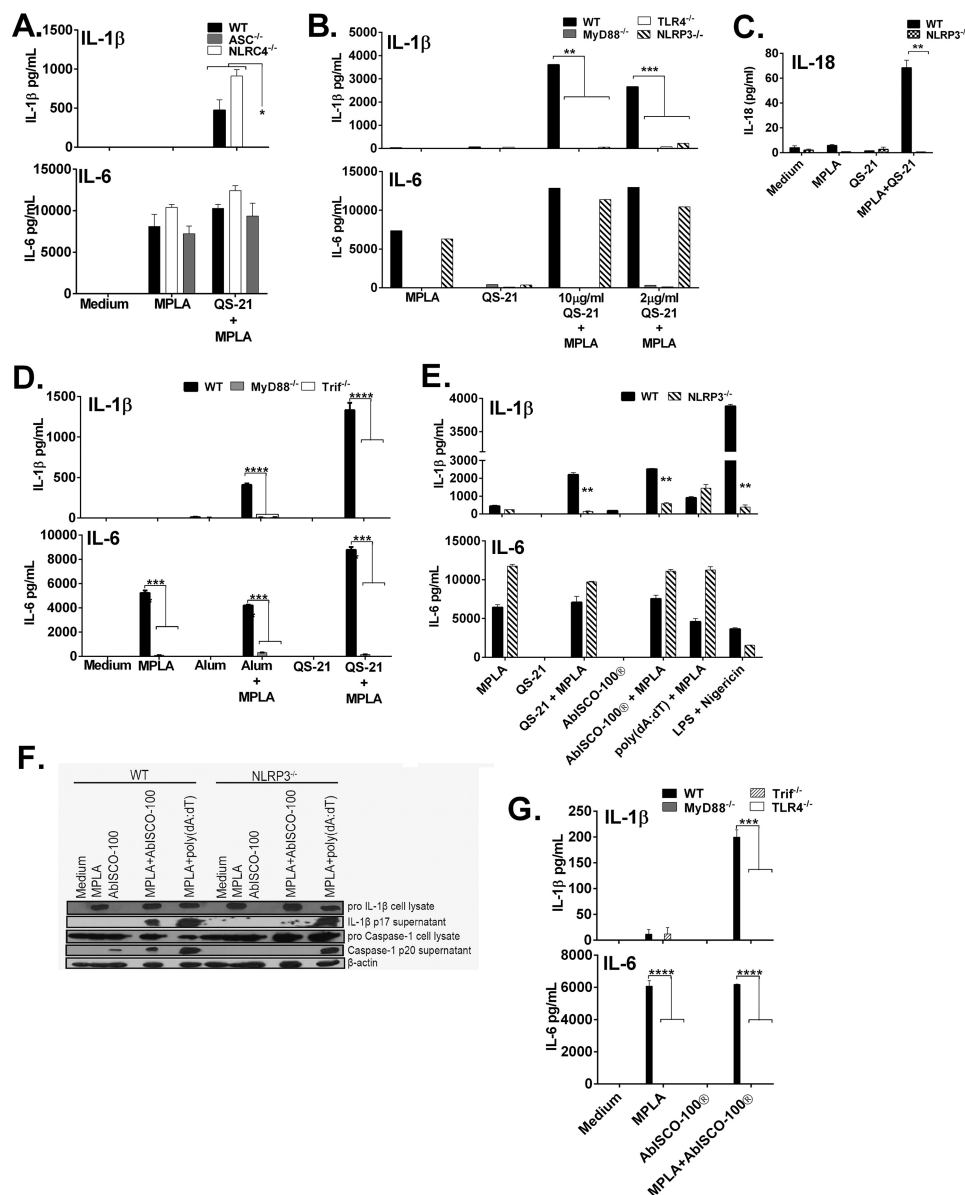 A.
IL-1β
WT
ASC-/-
NLRC4-/-
IL-1β pg/mL
1500
1000
500
0
*
IL-6
IL-6 pg/mL
15000
10000
5000
0
Medium
MPLA
QS-21
+
MPLA
B.
IL-1β
WT
TLR4-/-
MyD88-/-
NLRP3-/-
IL-1β pg/mL
5000
4000
3000
2000
1000
0
**
***
IL-6
IL-6 pg/mL
15000
10000
5000
0
MPLA
QS-21
10µg/ml
QS-21
+
MPLA
2µg/ml
QS-21
+
MPLA
C.
IL-18
WT
NLRP3-/-
IL-18 (pg/ml)
80
60
40
20
0
**
Medium
MPLA
QS-21
MPLA+QS-21
D.
WT
MyD88-/-
Trif-/-
IL-1β
IL-1β pg/mL
1500
1000
500
0
****
****
IL-6
IL-6 pg/mL
10000
8000
6000
4000
2000
0
***
***
***
Medium
MPLA
Alum
Alum
+ MPLA
QS-21
QS-21
+ MPLA
E.
WT
NLRP3-/-
IL-1β
IL-1β pg/mL
4000
3000
2000
1000
0
**
**
**
IL-6
IL-6 pg/mL
15000
10000
5000
0
MPLA
QS-21
QS-21 + MPLA
AbISCO-100®
AbISCO-100® + MPLA
poly(dA:dT) + MPLA
LPS + Nigericin
F.
WT
NLRP3-/-
Medium
MPLA
AbISCO-100
MPLA+AbISCO-100
MPLA+poly(dA:dT)
Medium
MPLA
AbISCO-100
MPLA+AbISCO-100
MPLA+poly(dA:dT)
pro IL-1β cell lysate
IL-1β p17 supernatant
pro Caspase-1 cell lysate
Caspase-1 p20 supernatant
β-actin
G.
WT
Trif-/-
MyD88-/-
TLR4-/-
IL-1β
IL-1β pg/mL
250
200
150
100
50
0
***
IL-6
IL-6 pg/mL
8000
6000
4000
2000
0
****
****
Medium
MPLA
AbISCO-100®
MPLA+AbISCO-100®